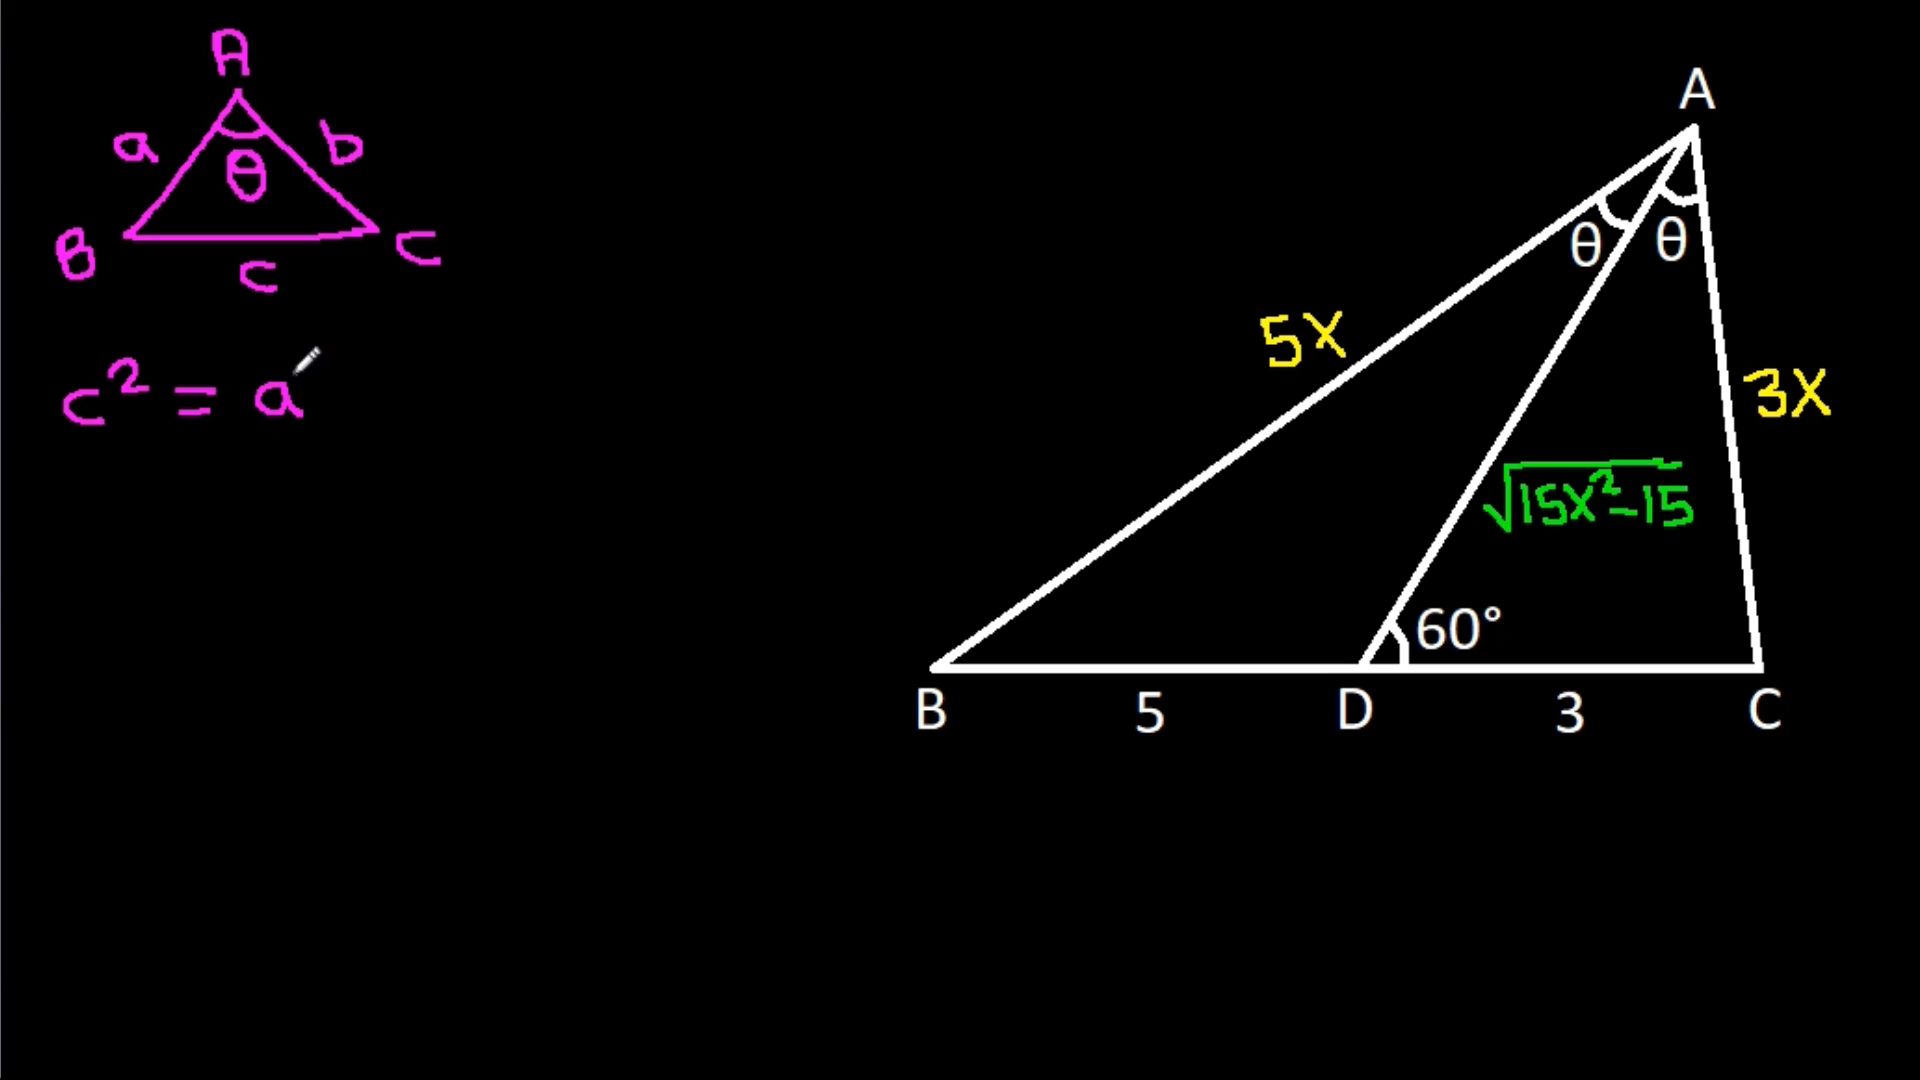 A
a b
θ
B C
c
c² = a
A
θ θ
5X
3X
√15X²-15
60°
B 5 D 3 C